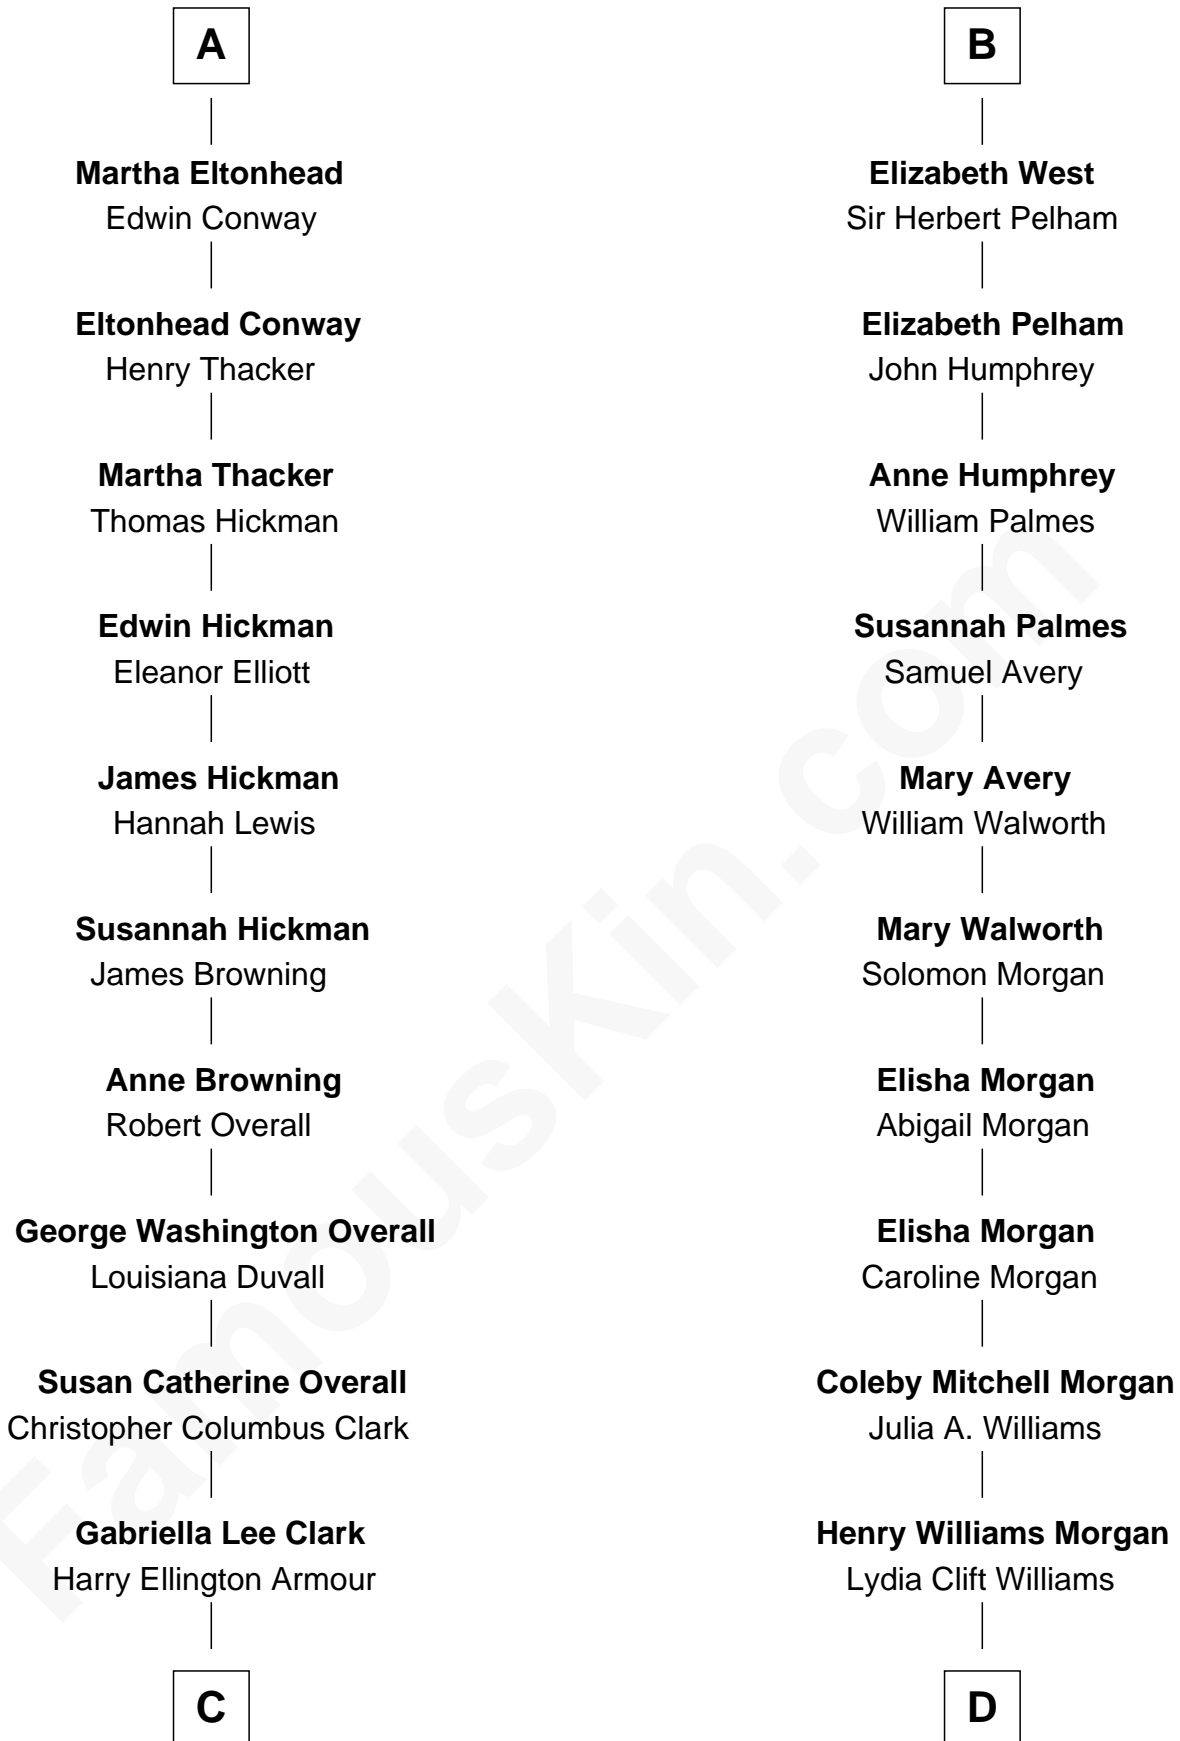 A
Martha Eltonhead
Edwin Conway
Eltonhead Conway
Henry Thacker
Martha Thacker
Thomas Hickman
Edwin Hickman
Eleanor Elliott
James Hickman
Hannah Lewis
Susannah Hickman
James Browning
Anne Browning
Robert Overall
George Washington Overall
Louisiana Duvall
Susan Catherine Overall
Christopher Columbus Clark
Gabriella Lee Clark
Harry Ellington Armour
C
B
Elizabeth West
Sir Herbert Pelham
Elizabeth Pelham
John Humphrey
Anne Humphrey
William Palmes
Susannah Palmes
Samuel Avery
Mary Avery
William Walworth
Mary Walworth
Solomon Morgan
Elisha Morgan
Abigail Morgan
Elisha Morgan
Caroline Morgan
Coleby Mitchell Morgan
Julia A. Williams
Henry Williams Morgan
Lydia Clift Williams
D
FamousKin.com